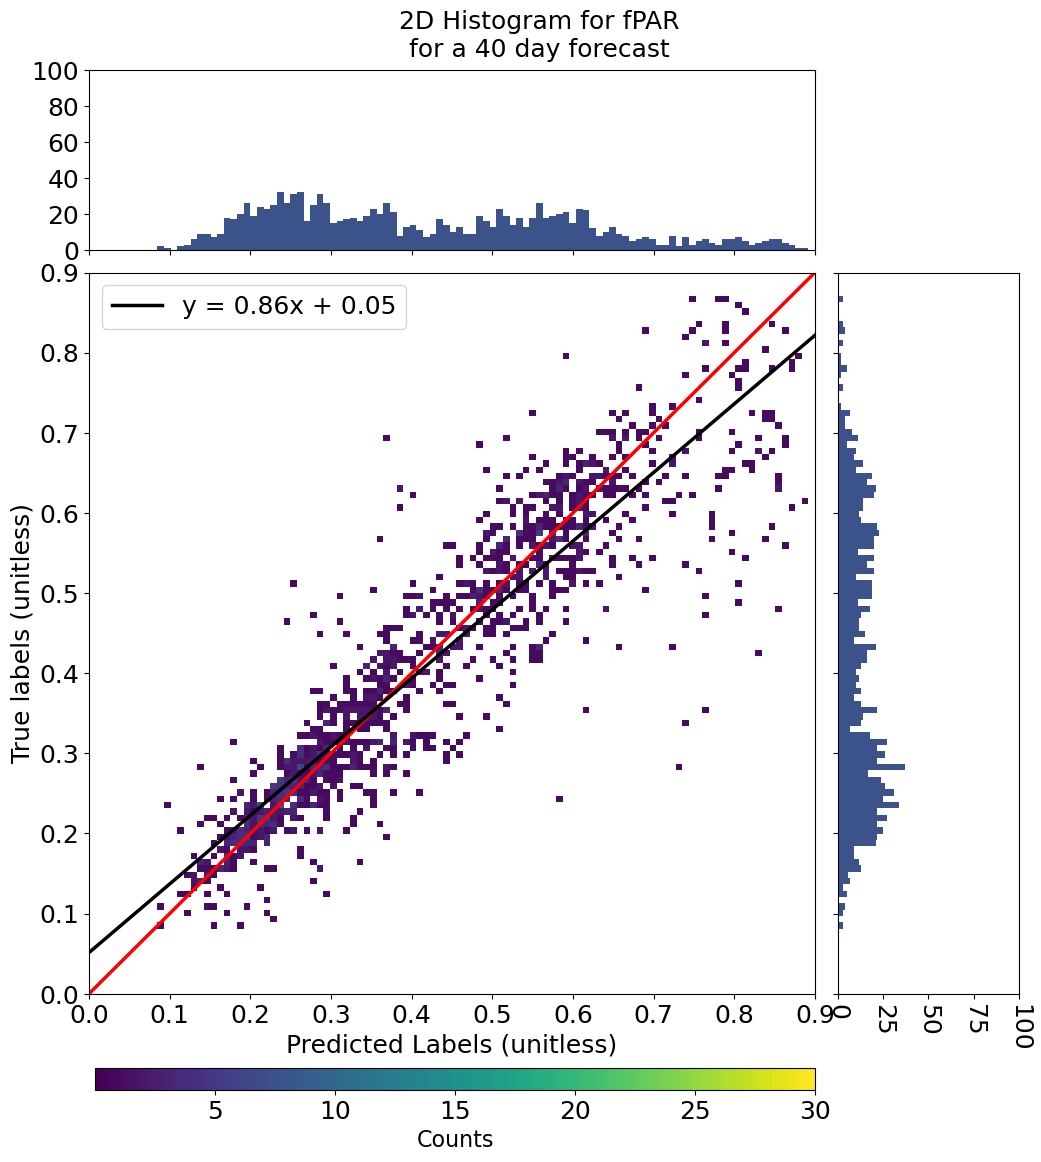 2D Histogram for fPAR
for a 40 day forecast
100
80
60
40
20
0
0.9
0.8
0.7
0.6
0.5
0.4
0.3
0.2
0.1
0.0
y = 0.86x + 0.05
True labels (unitless)
0.0 0.1 0.2 0.3 0.4 0.5 0.6 0.7 0.8 0.9
0 25 50 75 100
Predicted Labels (unitless)
5 10 15 20 25 30
Counts